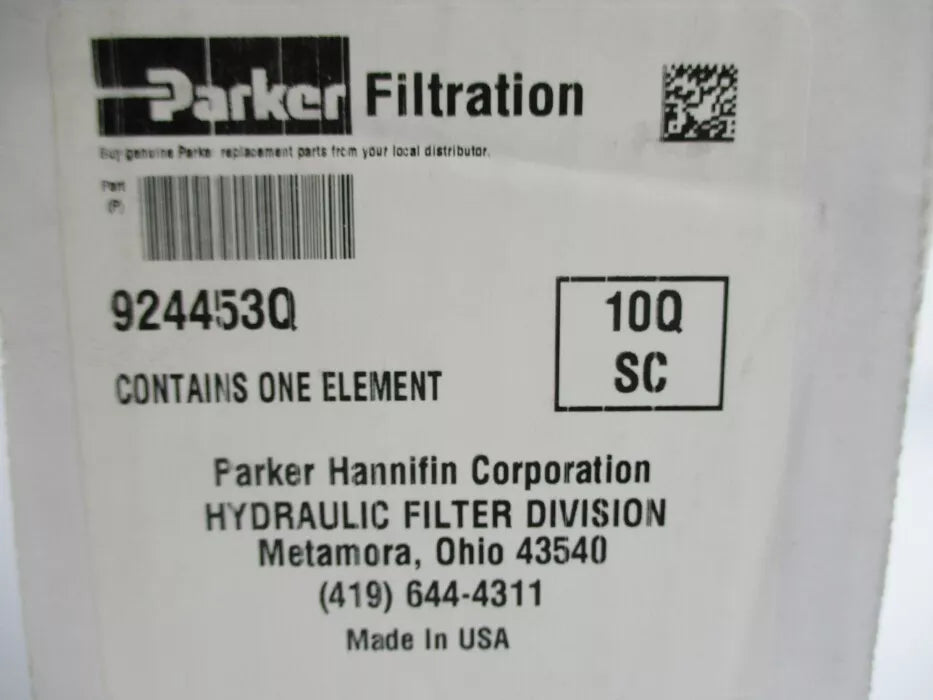 Parker Filtration
Buy genuine Parker replacement parts from your local distributor.
Part
(P)
924453Q
10Q
SC
CONTAINS ONE ELEMENT
Parker Hannifin Corporation
HYDRAULIC FILTER DIVISION
Metamora, Ohio 43540
(419) 644-4311
Made In USA